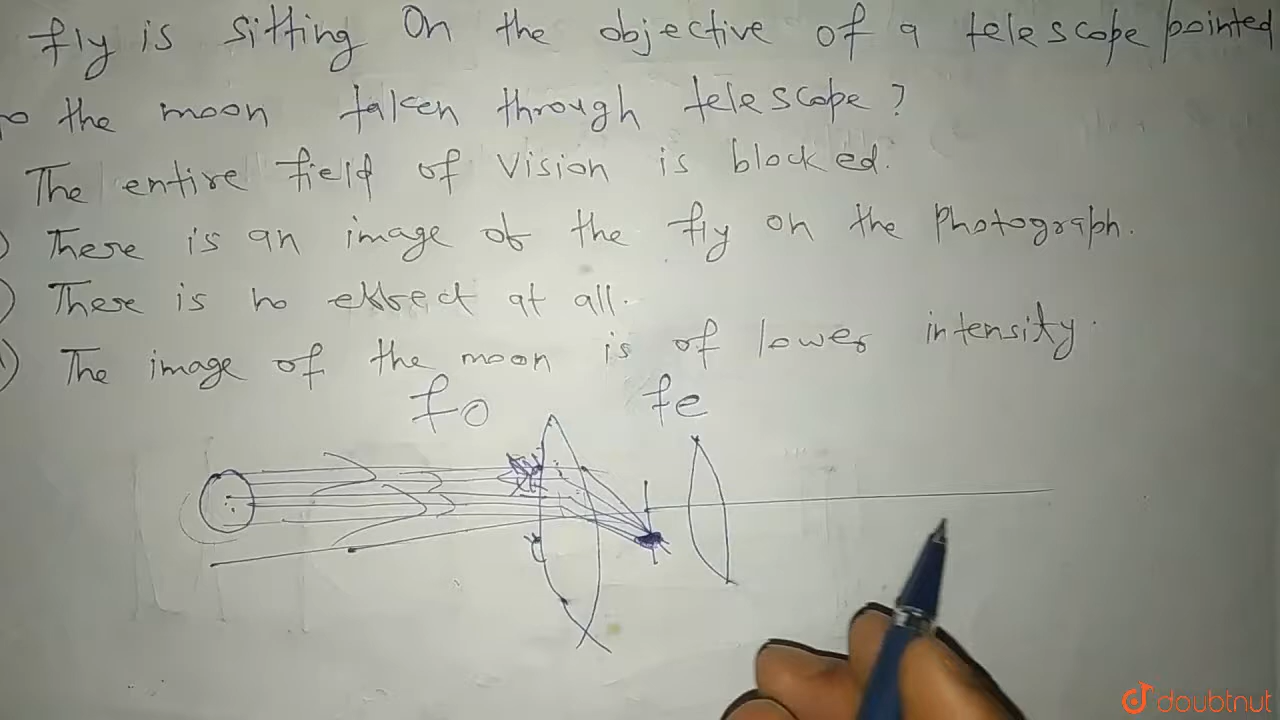 fly is sitting On the objective of a telescope pointed
to the moon taken through telescope?
The entire field of vision is blocked.
) There is an image of the fly on the Photograph.
) There is no effect at all.
) The image of the moon is of lower intensity.
fo fe
doubtnut